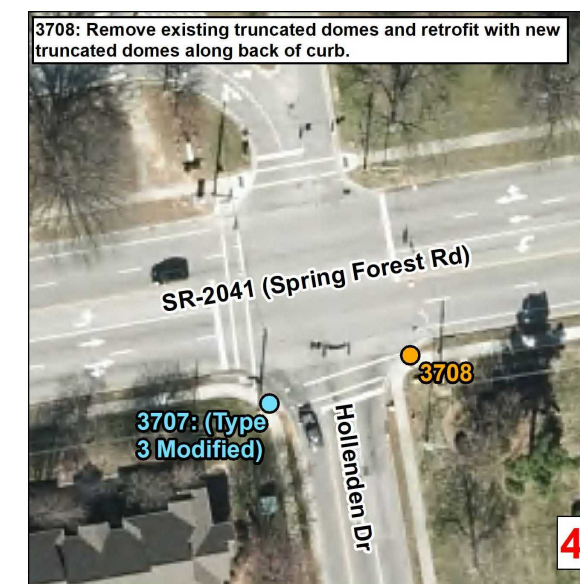 3708: Remove existing truncated domes and retrofit with new
truncated domes along back of curb.
SR-2041 (Spring Forest Rd)
3708
3707: (Type
3 Modified)
Hollenden Dr
4